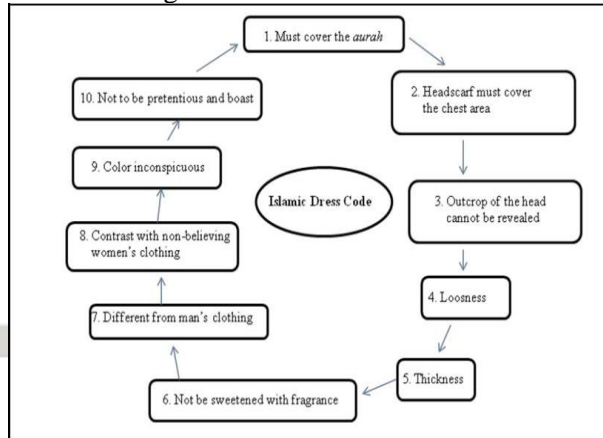 1. Must cover the aurah
2. Headscarf must cover
the chest area
3. Outcrop of the head
cannot be revealed
4. Loosness
5. Thickness
6. Not be sweetened with fragrance
7. Different from man's clothing
8. Contrast with non-believing
women's clothing
9. Color inconspicuous
10. Not to be pretentious and boast
Islamic Dress Code